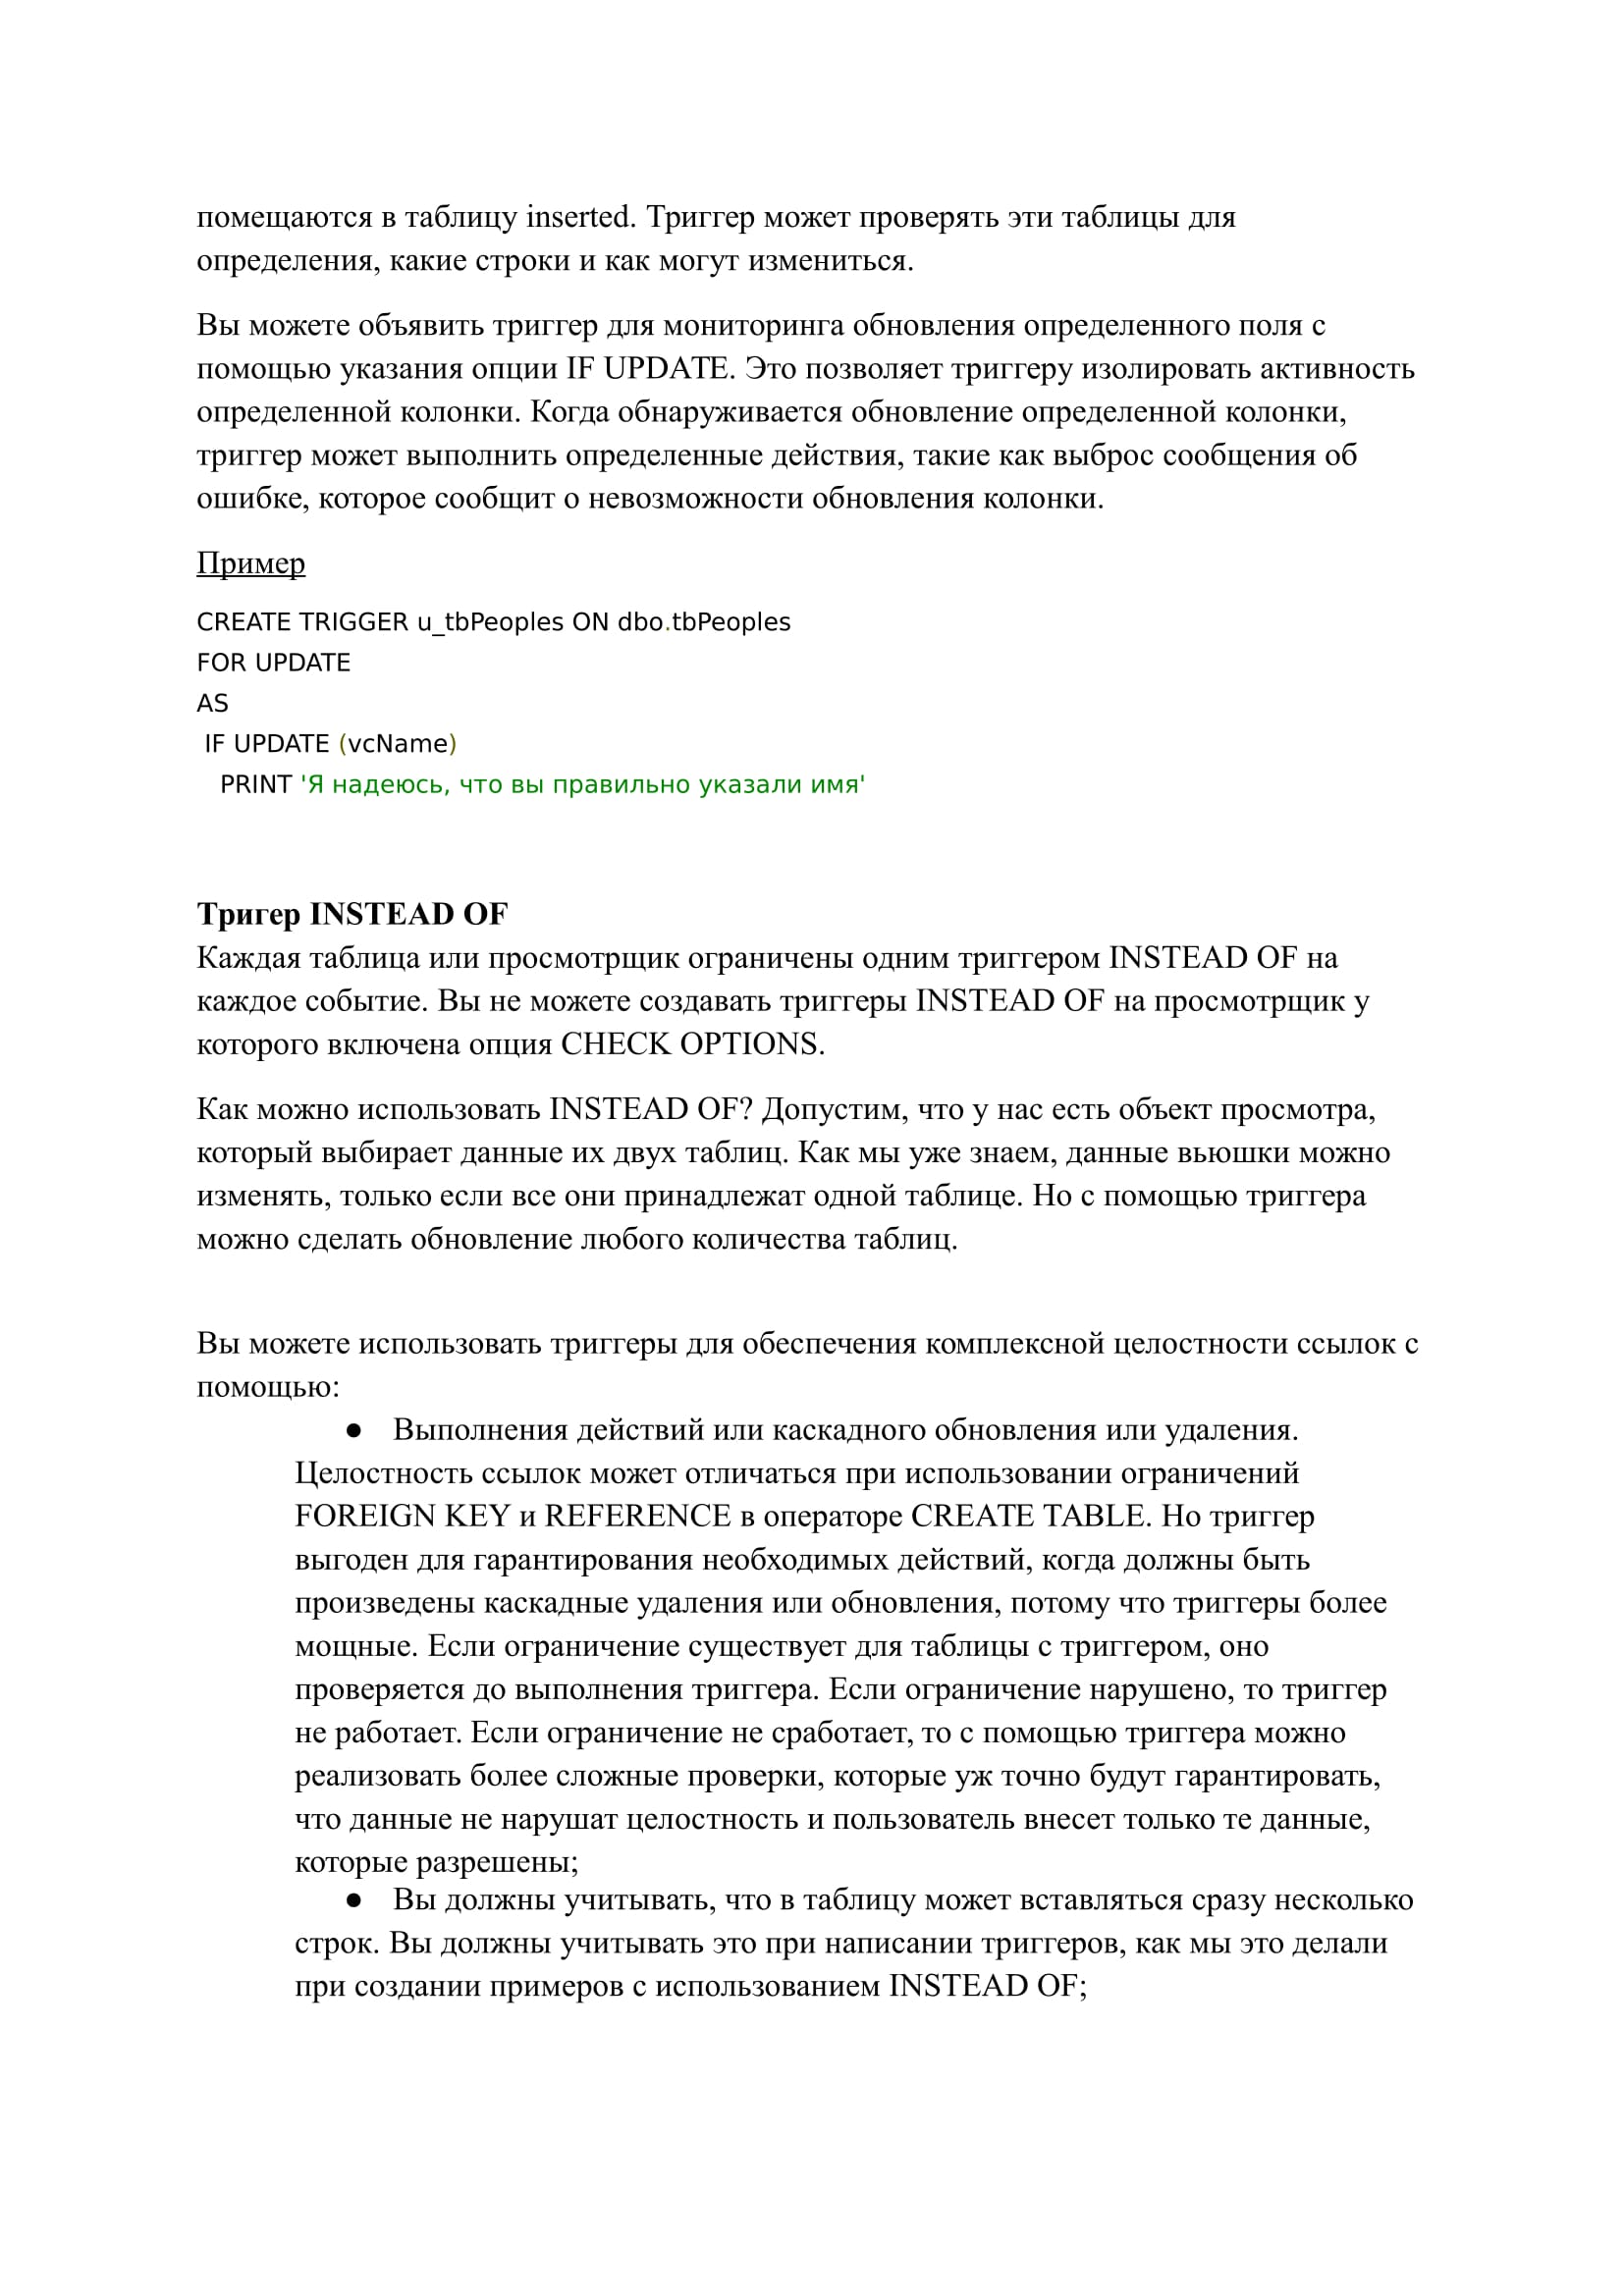 помещаются в таблицу inserted. Триггер может проверять эти таблицы для
определения, какие строки и как могут измениться.
Вы можете объявить триггер для мониторинга обновления определенного поля с
помощью указания опции IF UPDATE. Это позволяет триггеру изолировать активность
определенной колонки. Когда обнаруживается обновление определенной колонки,
триггер может выполнить определенные действия, такие как выброс сообщения об
ошибке, которое сообщит о невозможности обновления колонки.
Пример
CREATE TRIGGER u_tbPeoples ON dbo.tbPeoples
FOR UPDATE
AS
IF UPDATE (vcName)
PRINT 'Я надеюсь, что вы правильно указали имя'
Тригер INSTEAD OF
Каждая таблица или просмотрщик ограничены одним триггером INSTEAD OF на
каждое событие. Вы не можете создавать триггеры INSTEAD OF на просмотрщик у
которого включена опция CHECK OPTIONS.
Как можно использовать INSTEAD OF? Допустим, что у нас есть объект просмотра,
который выбирает данные их двух таблиц. Как мы уже знаем, данные вьюшки можно
изменять, только если все они принадлежат одной таблице. Но с помощью триггера
можно сделать обновление любого количества таблиц.
Вы можете использовать триггеры для обеспечения комплексной целостности ссылок с
помощью:
● Выполнения действий или каскадного обновления или удаления.
Целостность ссылок может отличаться при использовании ограничений
FOREIGN KEY и REFERENCE в операторе CREATE TABLE. Но триггер
выгоден для гарантирования необходимых действий, когда должны быть
произведены каскадные удаления или обновления, потому что триггеры более
мощные. Если ограничение существует для таблицы с триггером, оно
проверяется до выполнения триггера. Если ограничение нарушено, то триггер
не работает. Если ограничение не сработает, то с помощью триггера можно
реализовать более сложные проверки, которые уж точно будут гарантировать,
что данные не нарушат целостность и пользователь внесет только те данные,
которые разрешены;
● Вы должны учитывать, что в таблицу может вставляться сразу несколько
строк. Вы должны учитывать это при написании триггеров, как мы это делали
при создании примеров с использованием INSTEAD OF;